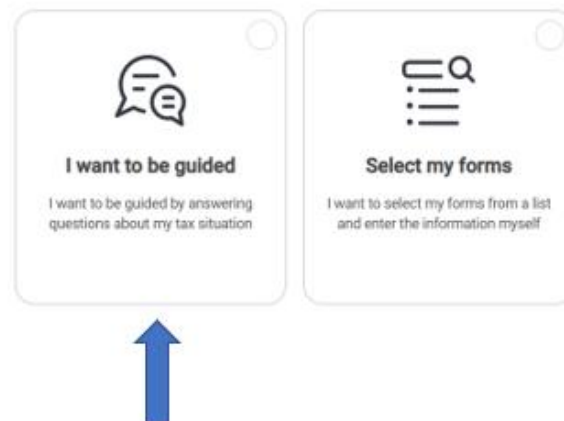 I want to be guided
I want to be guided by answering
questions about my tax situation
Select my forms
I want to select my forms from a list
and enter the information myself